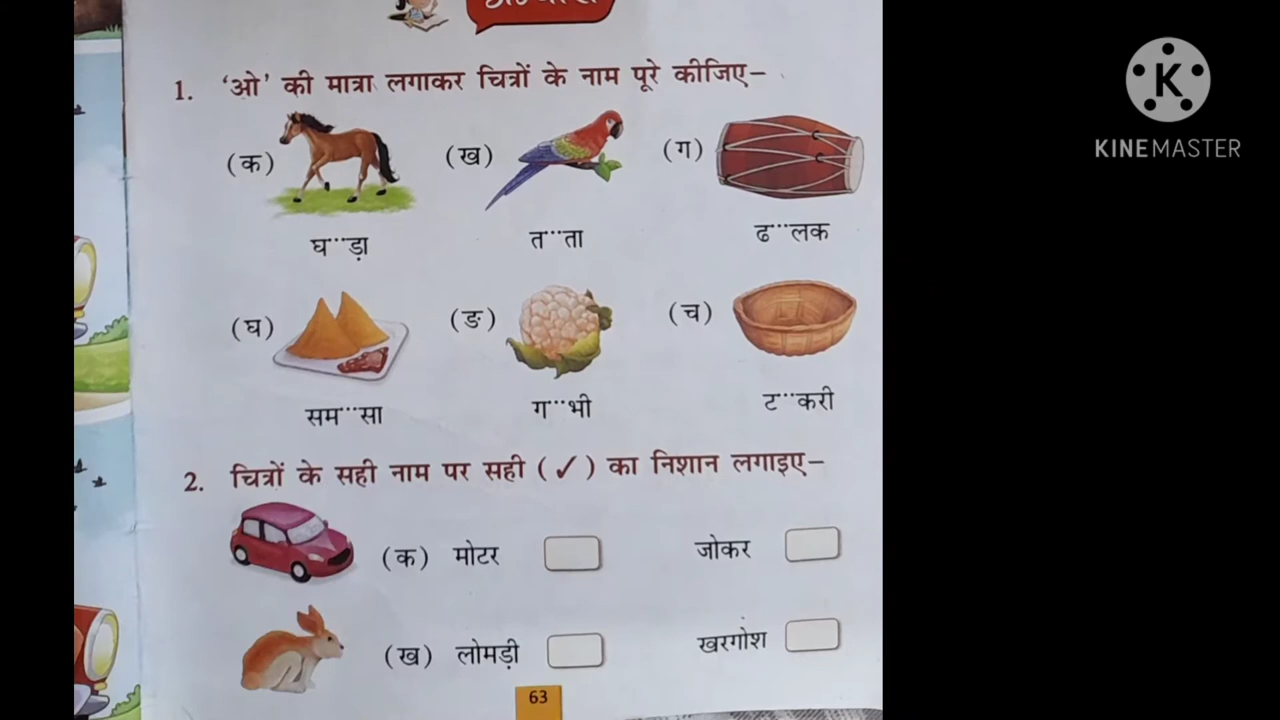 1. 'ओ' की मात्रा लगाकर चित्रों के नाम पूरे कीजिए–
(क) (ख) (ग)
घ···ड़ा त···ता ढ···लक
(घ) (ङ) (च)
सम···सा ग···भी ट···करी
2. चित्रों के सही नाम पर सही (✓) का निशान लगाइए–
(क) मोटर जोकर
(ख) लोमड़ी खरगोश
63
K
KINEMASTER